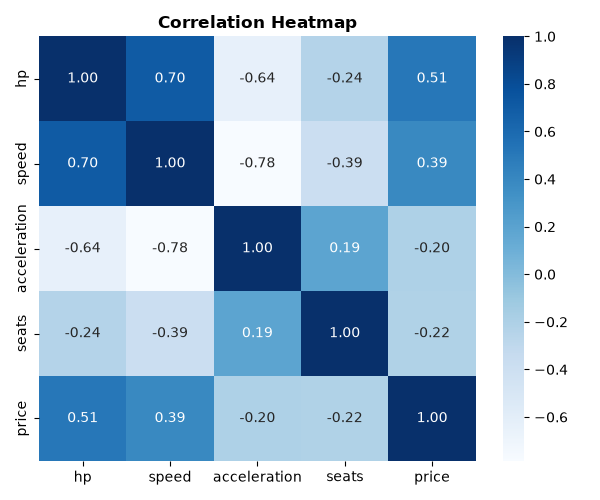 Correlation Heatmap
hp 1.00 0.70 -0.64 -0.24 0.51
speed 0.70 1.00 -0.78 -0.39 0.39
acceleration -0.64 -0.78 1.00 0.19 -0.20
seats -0.24 -0.39 0.19 1.00 -0.22
price 0.51 0.39 -0.20 -0.22 1.00
hp speed acceleration seats price
1.0
0.8
0.6
0.4
0.2
0.0
−0.2
−0.4
−0.6